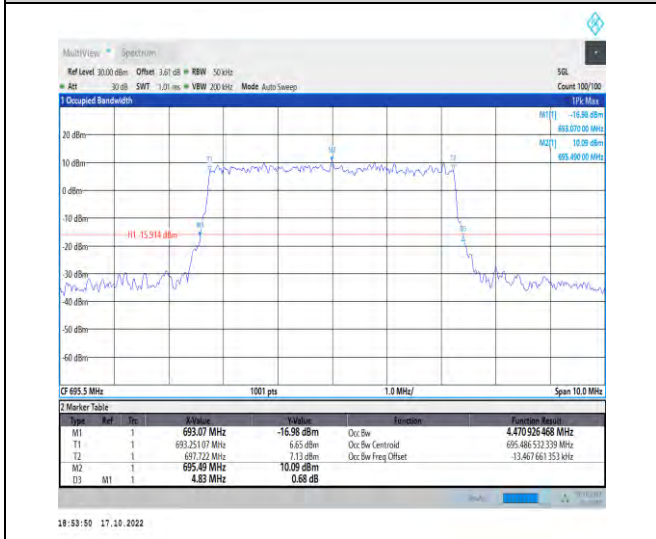 MultiView Spectrum
Ref Level 30.00 dBm Offset 3.61 dB RBW 50 kHz SGL
Att 30 dB SWT 1.01 ms VBW 200 kHz Mode Auto Sweep Count 100/100
1 Occupied Bandwidth 1Pk Max
M1[1] -16.98 dBm
693.070 00 MHz
M2[1] 10.09 dBm
695.490 00 MHz
20 dBm
M2
T1 T2
10 dBm
0 dBm
-10 dBm
M1 D3
H1 -15.914 dBm
-20 dBm
-30 dBm
-40 dBm
-50 dBm
-60 dBm
CF 695.5 MHz 1001 pts 1.0 MHz/ Span 10.0 MHz
2 Marker Table
Type Ref Trc X-Value Y-Value Function Function Result
M1 1 693.07 MHz -16.98 dBm Occ Bw 4.470 926 468 MHz
T1 1 693.251 07 MHz 6.65 dBm Occ Bw Centroid 695.486 532 339 MHz
T2 1 697.722 MHz 7.13 dBm Occ Bw Freq Offset -13.467 661 353 kHz
M2 1 695.49 MHz 10.09 dBm
D3 M1 1 4.83 MHz 0.68 dB
18:53:50 17.10.2022